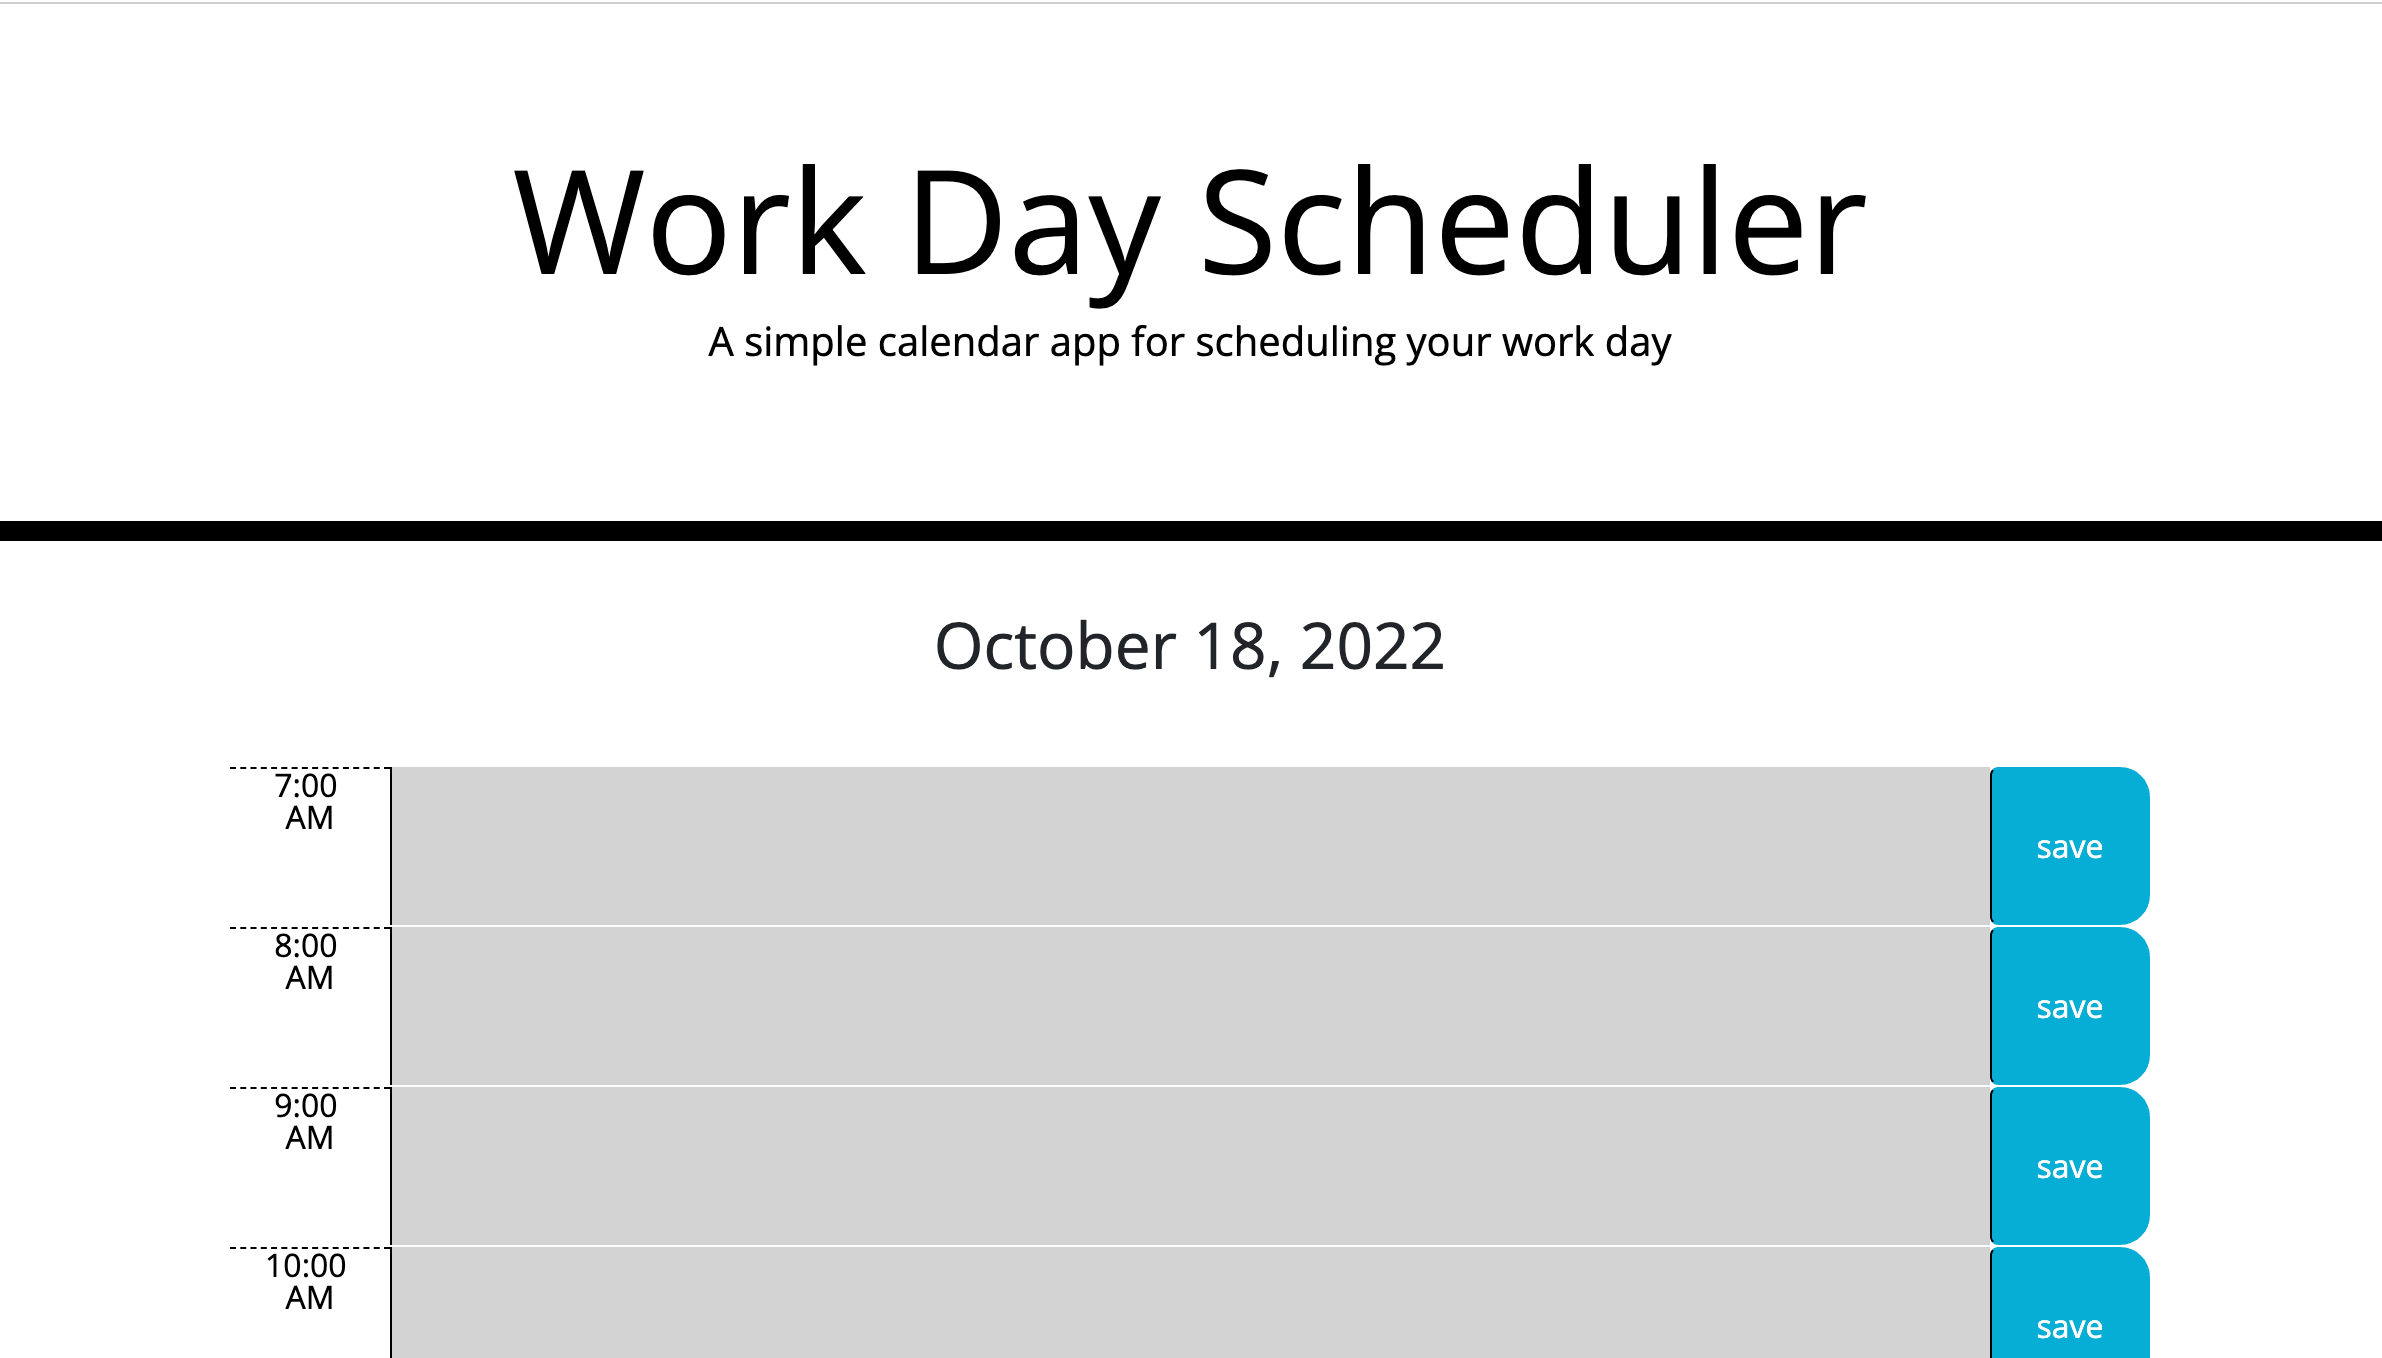 Work Day Scheduler
A simple calendar app for scheduling your work day
October 18, 2022
7:00
AM
save
8:00
AM
save
9:00
AM
save
10:00
AM
save